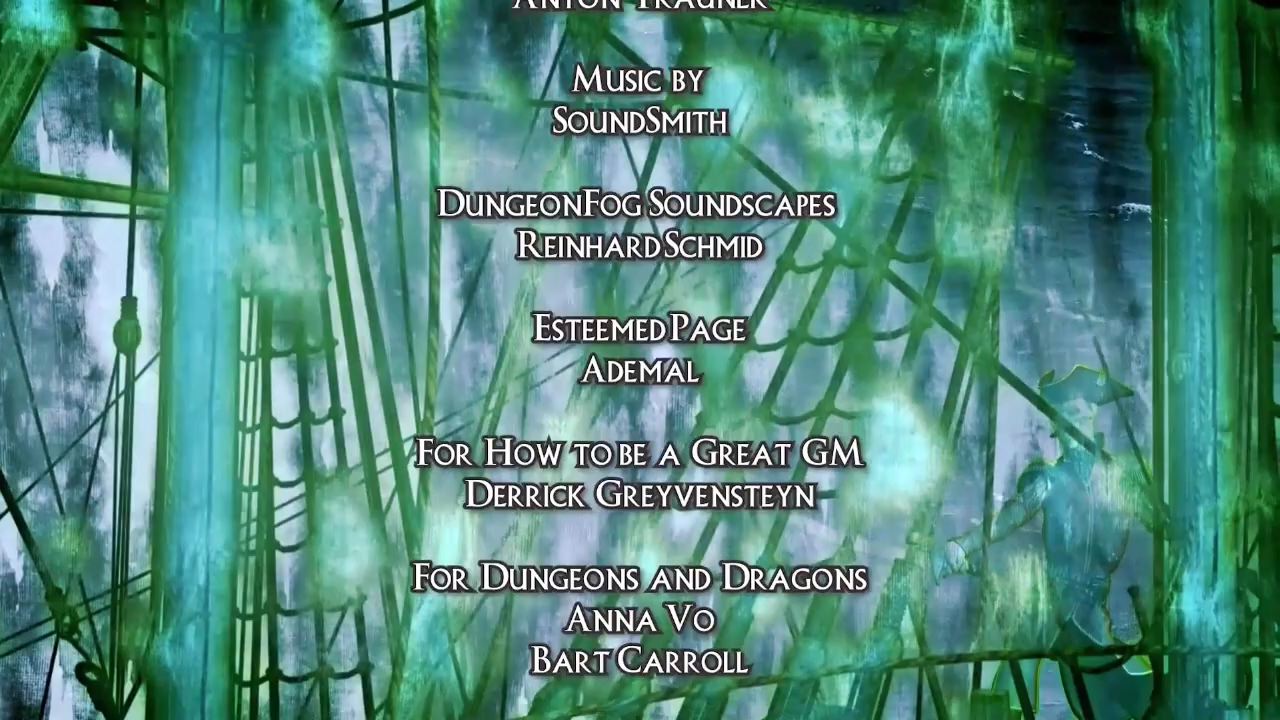 Music by
SoundSmith
DungeonFog Soundscapes
Reinhard Schmid
Esteemed Page
Ademal
For How to be a Great GM
Derrick Greyvensteyn
For Dungeons and Dragons
Anna Vo
Bart Carroll